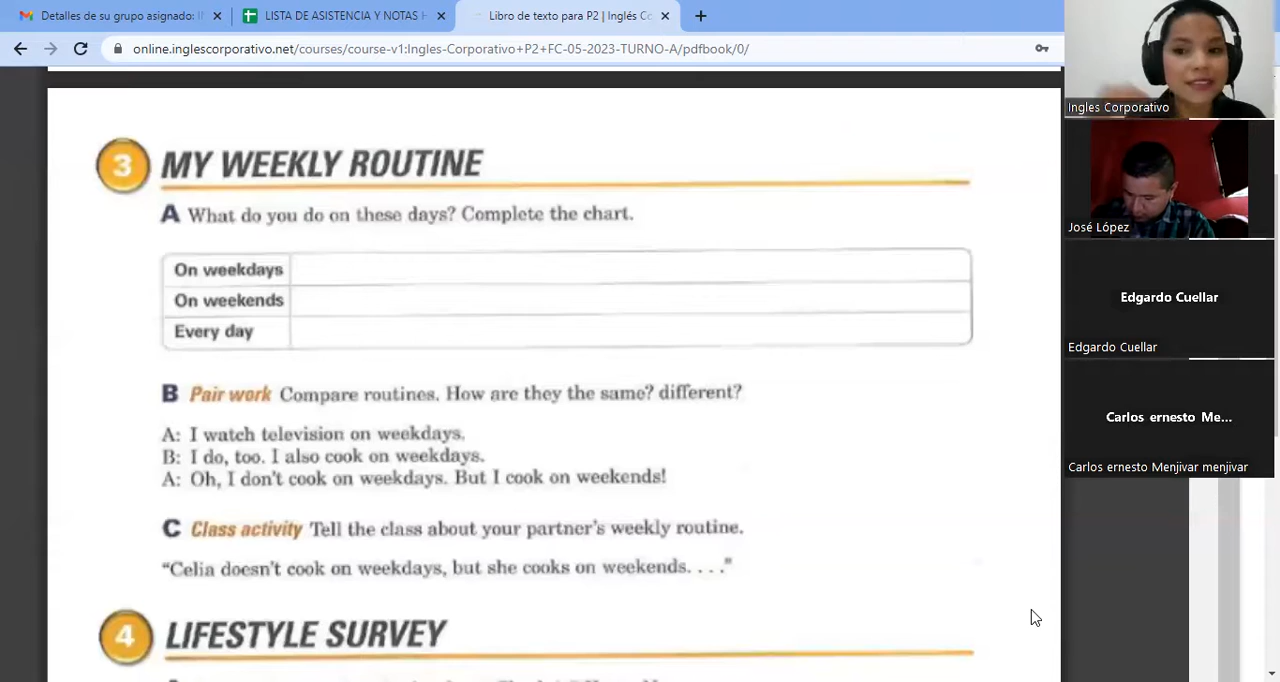 Detalles de su grupo asignado: I
LISTA DE ASISTENCIA Y NOTAS
Libro de texto para P2 | Inglés Co
online.inglescorporativo.net/courses/course-v1:Ingles-Corporativo+P2+FC-05-2023-TURNO-A/pdfbook/0/
3 MY WEEKLY ROUTINE
A What do you do on these days? Complete the chart.
On weekdays
On weekends
Every day
B Pair work Compare routines. How are they the same? different?
A: I watch television on weekdays.
B: I do, too. I also cook on weekdays.
A: Oh, I don't cook on weekdays. But I cook on weekends!
C Class activity Tell the class about your partner's weekly routine.
"Celia doesn't cook on weekdays, but she cooks on weekends. . . ."
4 LIFESTYLE SURVEY
Ingles Corporativo
José López
Edgardo Cuellar
Edgardo Cuellar
Carlos ernesto Me...
Carlos ernesto Menjivar menjivar